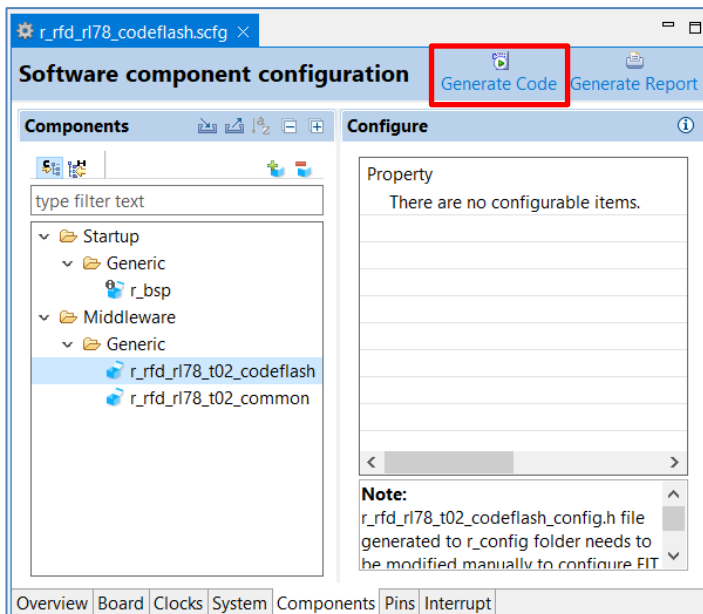 r_rfd_rl78_codeflash.scfg
Software component configuration
Generate Code
Generate Report
Components
Configure
type filter text
Property
There are no configurable items.
Startup
Generic
r_bsp
Middleware
Generic
r_rfd_rl78_t02_codeflash
r_rfd_rl78_t02_common
Note:
r_rfd_rl78_t02_codeflash_config.h file
generated to r_config folder needs to
be modified manually to configure FIT
Overview Board Clocks System Components Pins Interrupt